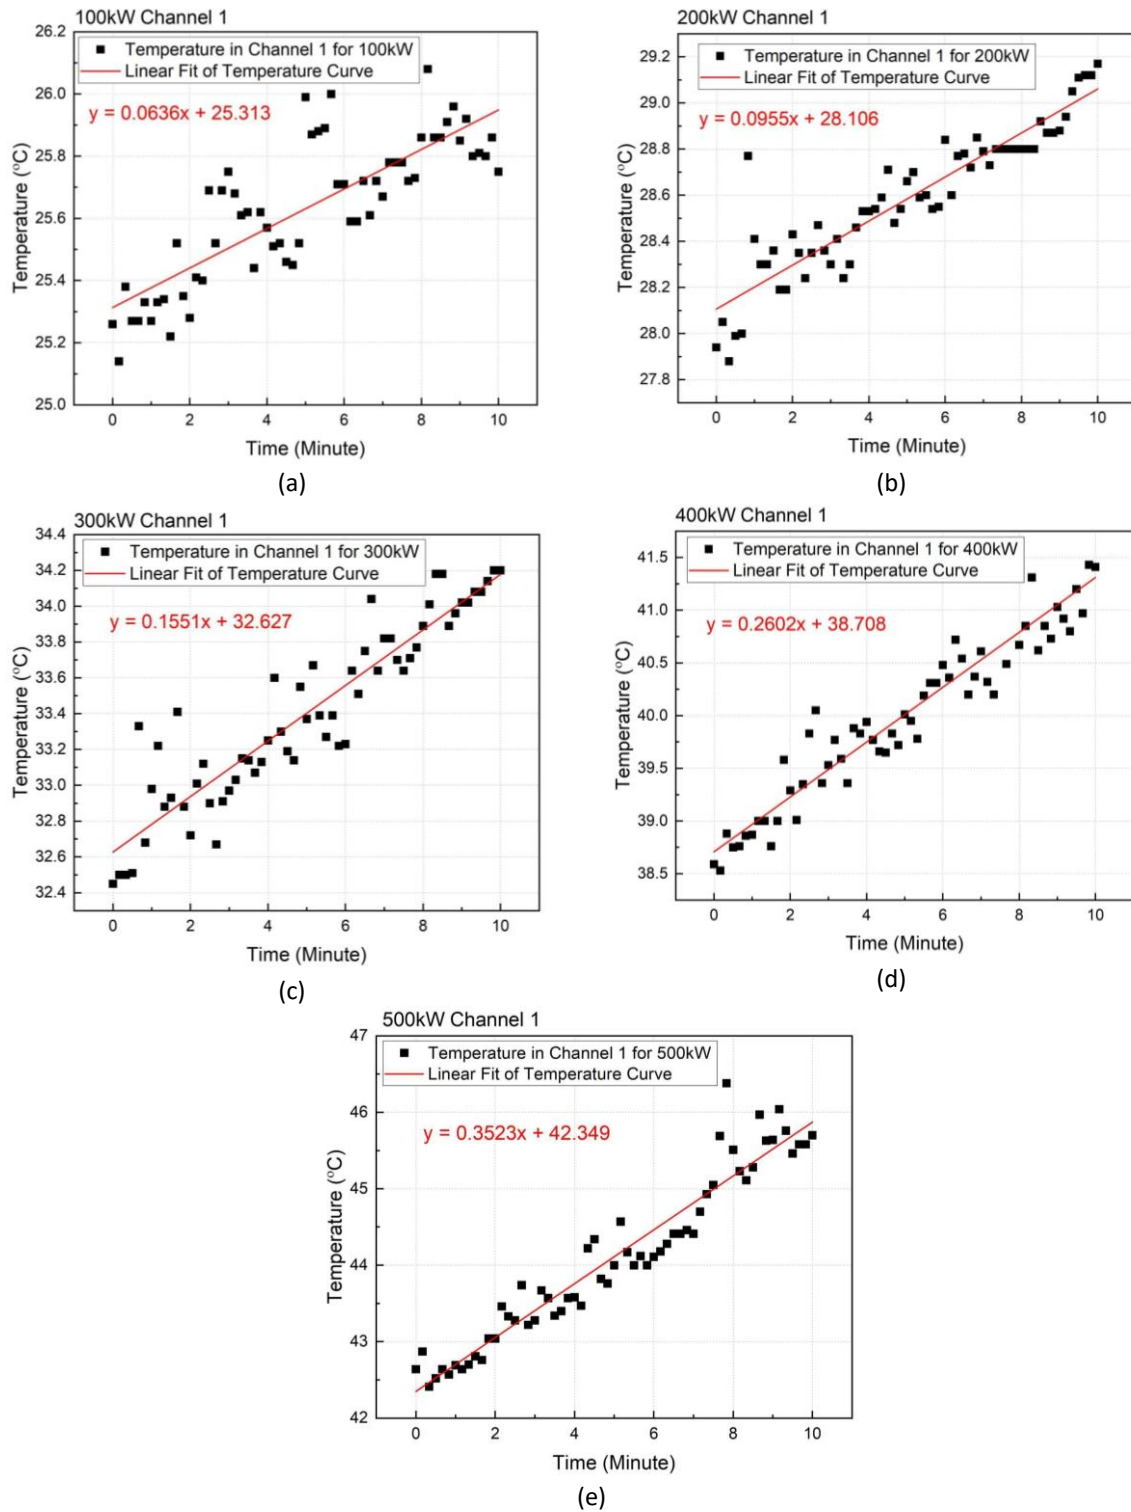 100kW Channel 1
26.2
26.0
25.8
25.6
25.4
25.2
25.0
Temperature (°C)
Temperature in Channel 1 for 100kW
Linear Fit of Temperature Curve
y = 0.0636x + 25.313
0 2 4 6 8 10
Time (Minute)
(a)
200kW Channel 1
29.2
29.0
28.8
28.6
28.4
28.2
28.0
27.8
Temperature (°C)
Temperature in Channel 1 for 200kW
Linear Fit of Temperature Curve
y = 0.0955x + 28.106
0 2 4 6 8 10
Time (Minute)
(b)
300kW Channel 1
34.4
34.2
34.0
33.8
33.6
33.4
33.2
33.0
32.8
32.6
32.4
Temperature (°C)
Temperature in Channel 1 for 300kW
Linear Fit of Temperature Curve
y = 0.1551x + 32.627
0 2 4 6 8 10
Time (Minute)
(c)
400kW Channel 1
41.5
41.0
40.5
40.0
39.5
39.0
38.5
Temperature (°C)
Temperature in Channel 1 for 400kW
Linear Fit of Temperature Curve
y = 0.2602x + 38.708
0 2 4 6 8 10
Time (Minute)
(d)
500kW Channel 1
47
46
45
44
43
42
Temperature (°C)
Temperature in Channel 1 for 500kW
Linear Fit of Temperature Curve
y = 0.3523x + 42.349
0 2 4 6 8 10
Time (Minute)
(e)